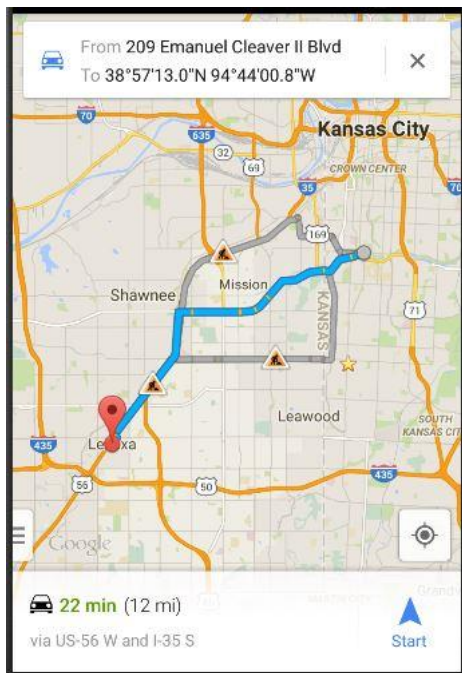 From 209 Emanuel Cleaver II Blvd
To 38°57'13.0"N 94°44'00.8"W
70
70
635
Kansas City
32
69
CROWN CENTER
35
169
Shawnee
Mission
KANSAS
71
Leawood
SOUTH
KANSAS CITY
435
Lenexa
56
50
435
Google
22 min (12 mi)
via US-56 W and I-35 S
Start